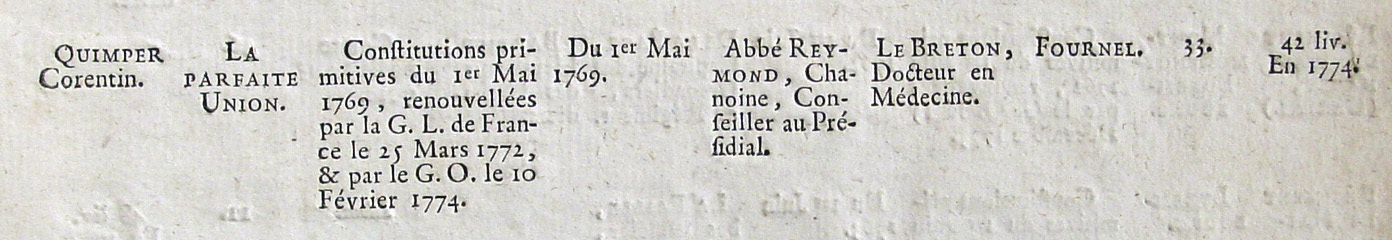 QUIMPER
Corentin.
LA
PARFAITE
UNION.
Conſtitutions pri-
mitives du 1er Mai
1769, renouvellées
par la G. L. de Fran-
ce le 25 Mars 1772,
& par le G. O. le 10
Février 1774.
Du 1er Mai
1769.
Abbé REY-
MOND, Cha-
noine, Con-
ſeiller au Pré-
ſidial.
LE BRETON,
Docteur en
Médecine.
FOURNEL.
33.
42 liv.
En 1774.